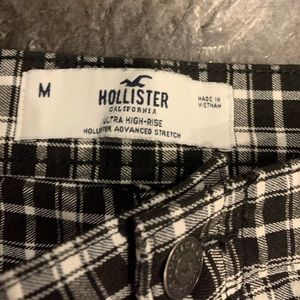 M
HOLLISTER
CALIFORNIA
ULTRA HIGH-RISE
HOLLISTER ADVANCED STRETCH
MADE IN
VIETNAM